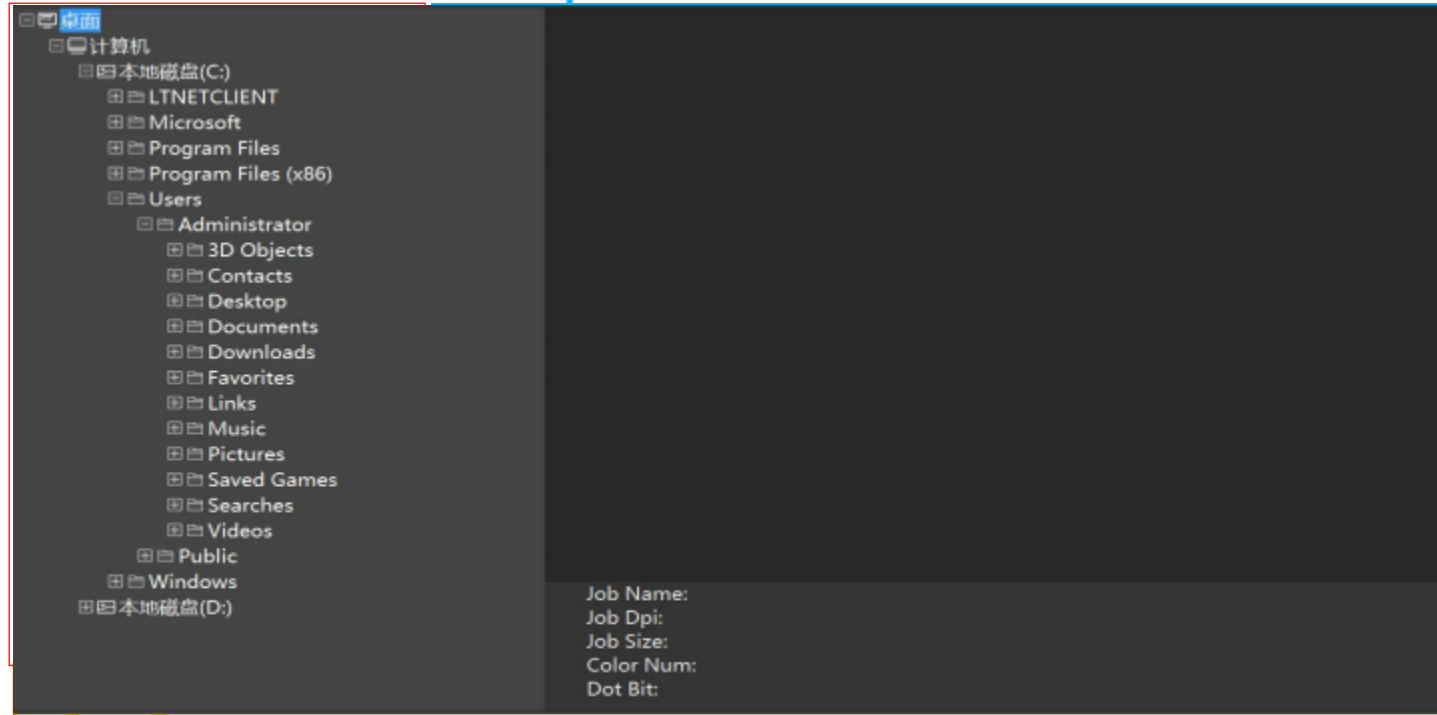 卓面
计算机
本地磁盘(C:)
LTNETCLIENT
Microsoft
Program Files
Program Files (x86)
Users
Administrator
3D Objects
Contacts
Desktop
Documents
Downloads
Favorites
Links
Music
Pictures
Saved Games
Searches
Videos
Public
Windows
本地磁盘(D:)
Job Name:
Job Dpi:
Job Size:
Color Num:
Dot Bit: